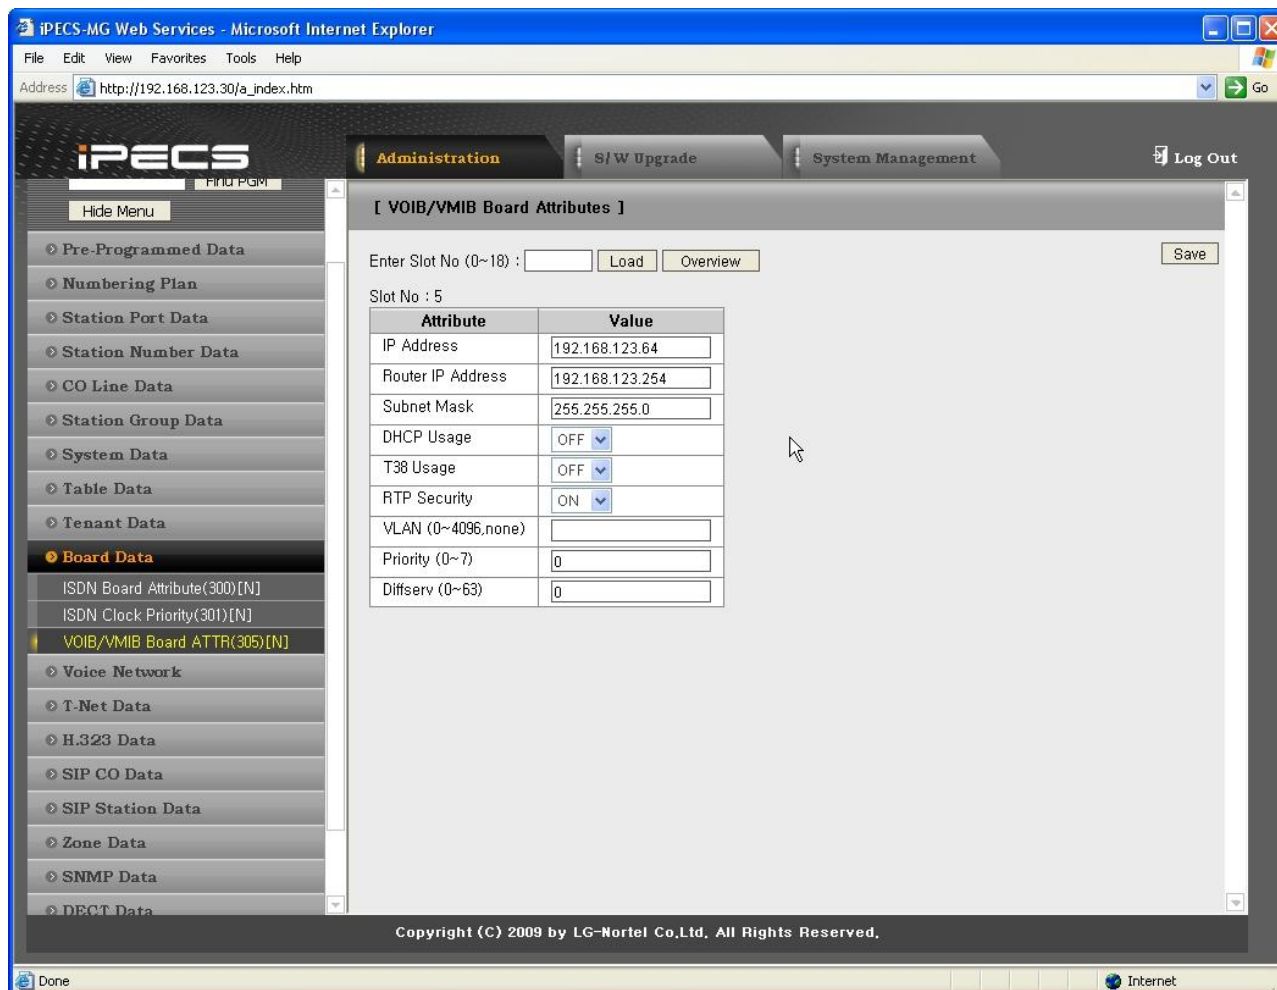 iPECS-MG Web Services - Microsoft Internet Explorer
File Edit View Favorites Tools Help
Address http://192.168.123.30/a_index.htm Go
iPECS
Administration S/W Upgrade System Management Log Out
Find PGM
Hide Menu
Pre-Programmed Data
Numbering Plan
Station Port Data
Station Number Data
CO Line Data
Station Group Data
System Data
Table Data
Tenant Data
Board Data
ISDN Board Attribute(300)[N]
ISDN Clock Priority(301)[N]
VOIB/VMIB Board ATTR(305)[N]
Voice Network
T-Net Data
H.323 Data
SIP CO Data
SIP Station Data
Zone Data
SNMP Data
DECT Data
[ VOIB/VMIB Board Attributes ]
Enter Slot No (0~18) : Load Overview Save
Slot No : 5
Attribute Value
IP Address 192.168.123.64
Router IP Address 192.168.123.254
Subnet Mask 255.255.255.0
DHCP Usage OFF
T38 Usage OFF
RTP Security ON
VLAN (0~4096,none)
Priority (0~7) 0
Diffserv (0~63) 0
Copyright (C) 2009 by LG-Nortel Co,Ltd, All Rights Reserved,
Done Internet